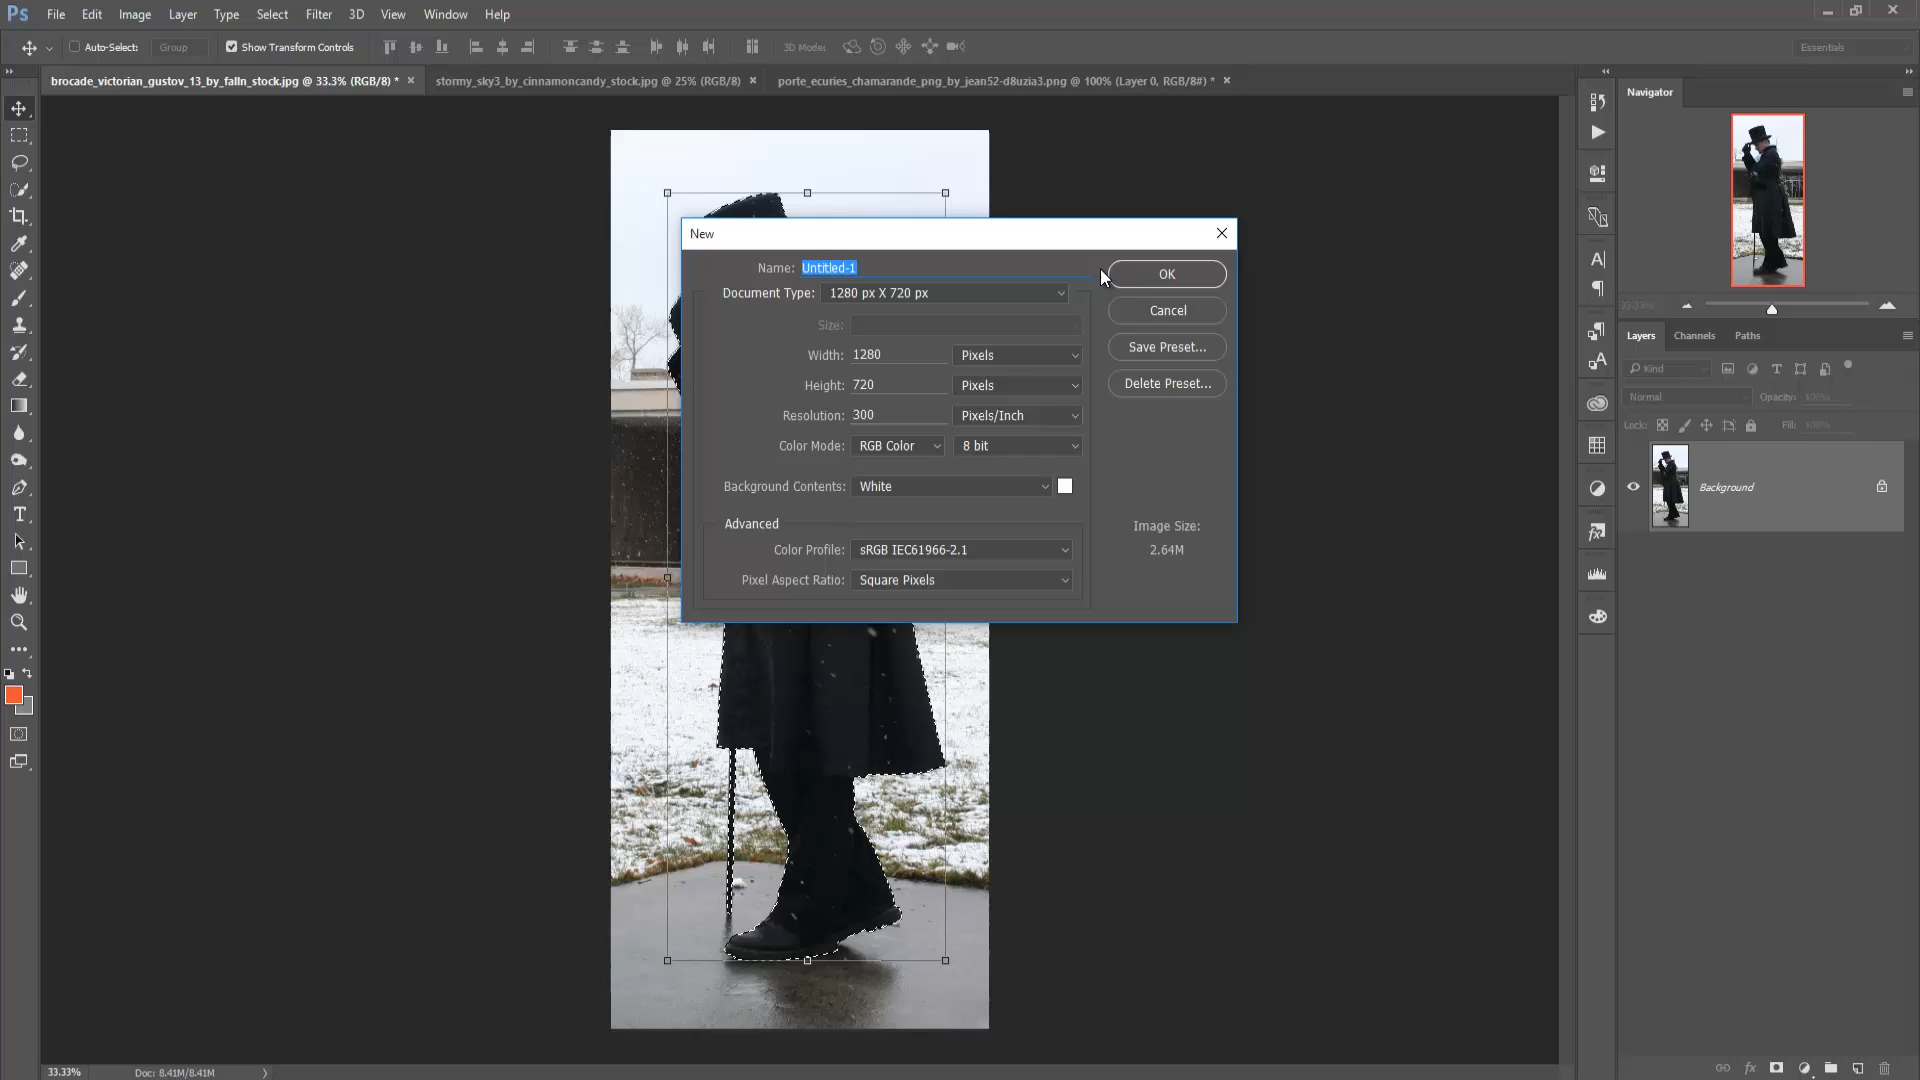 Ps File Edit Image Layer Type Select Filter 3D View Window Help
Auto-Select: Group Show Transform Controls 3D Mode: Essentials
brocade_victorian_gustov_13_by_falln_stock.jpg @ 33.3% (RGB/8) * × stormy_sky3_by_cinnamoncandy_stock.jpg @ 25% (RGB/8) × porte_ecuries_chamarande_png_by_jean52-d8uzia3.png @ 100% (Layer 0, RGB/8#) * ×
Navigator
33.33%
Layers Channels Paths
Kind
Normal Opacity: 100%
Lock: Fill: 100%
Background
New
Name: Untitled-1
OK
Document Type: 1280 px X 720 px
Cancel
Size:
Save Preset...
Width: 1280 Pixels
Height: 720 Pixels
Delete Preset...
Resolution: 300 Pixels/Inch
Color Mode: RGB Color 8 bit
Background Contents: White
Advanced
Image Size:
Color Profile: sRGB IEC61966-2.1
2.64M
Pixel Aspect Ratio: Square Pixels
33.33% Doc: 8.41M/8.41M